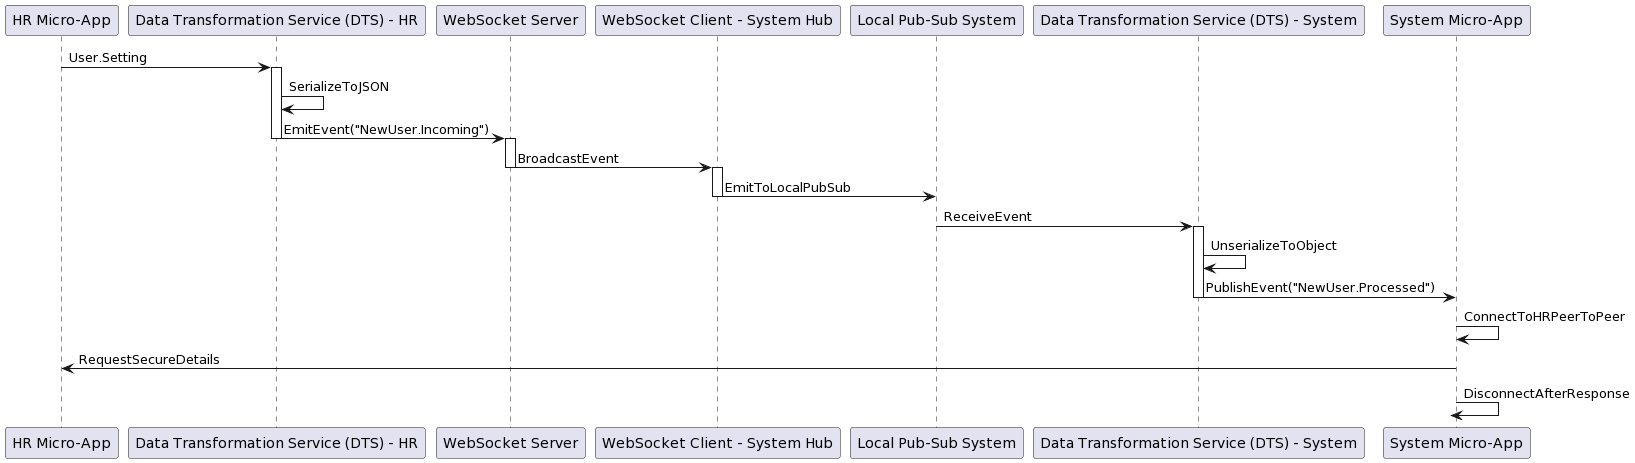 HR Micro-App
Data Transformation Service (DTS) - HR
WebSocket Server
WebSocket Client - System Hub
Local Pub-Sub System
Data Transformation Service (DTS) - System
System Micro-App
User.Setting
SerializeToJSON
EmitEvent("NewUser.Incoming")
BroadcastEvent
EmitToLocalPubSub
ReceiveEvent
UnserializeToObject
PublishEvent("NewUser.Processed")
ConnectToHRPeerToPeer
RequestSecureDetails
DisconnectAfterResponse
HR Micro-App
Data Transformation Service (DTS) - HR
WebSocket Server
WebSocket Client - System Hub
Local Pub-Sub System
Data Transformation Service (DTS) - System
System Micro-App